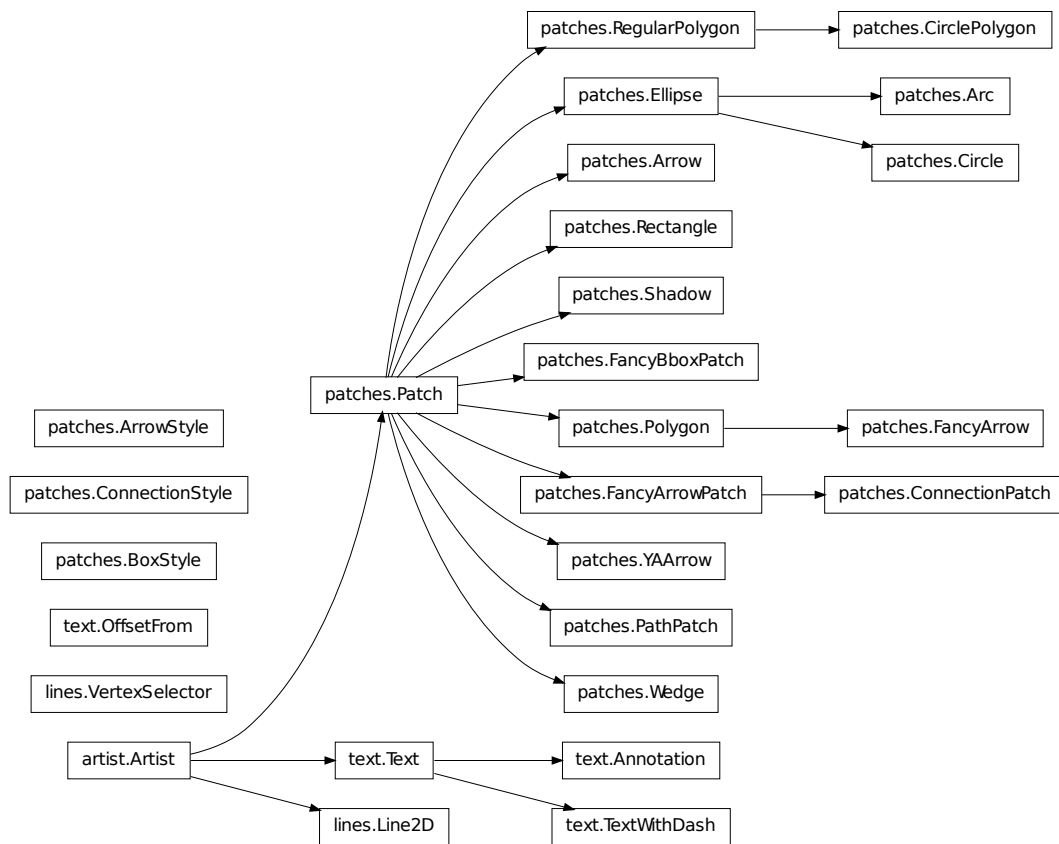 patches.RegularPolygon
patches.CirclePolygon
patches.Ellipse
patches.Arc
patches.Arrow
patches.Circle
patches.Rectangle
patches.Shadow
patches.FancyBboxPatch
patches.Patch
patches.ArrowStyle
patches.Polygon
patches.FancyArrow
patches.ConnectionStyle
patches.FancyArrowPatch
patches.ConnectionPatch
patches.BoxStyle
patches.YAArrow
text.OffsetFrom
patches.PathPatch
lines.VertexSelector
patches.Wedge
artist.Artist
text.Text
text.Annotation
lines.Line2D
text.TextWithDash